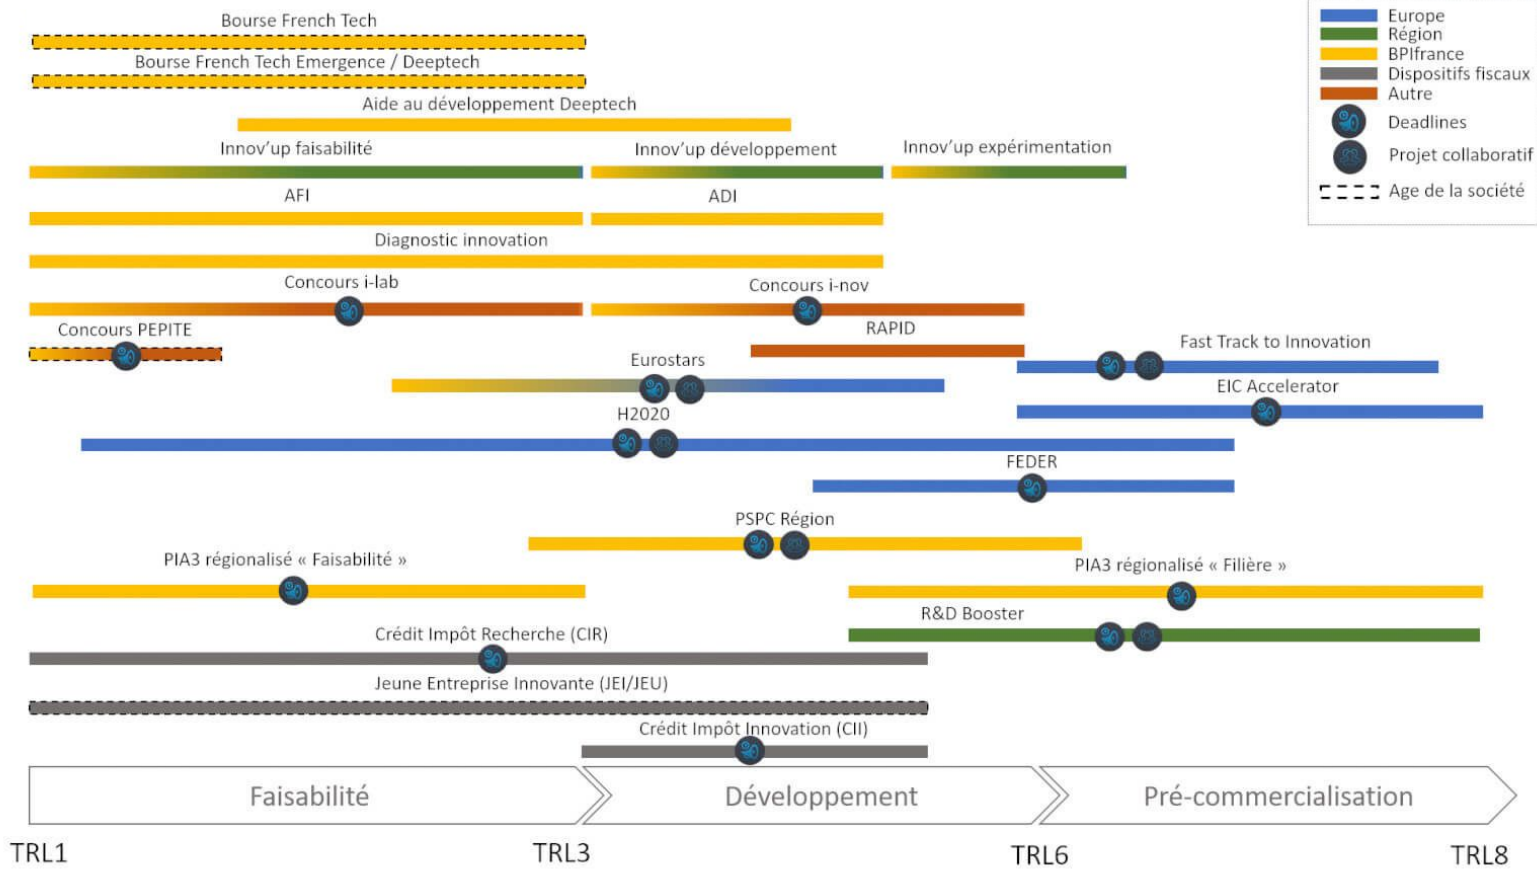 Bourse French Tech
Bourse French Tech Emergence / Deeptech
Aide au développement Deeptech
Innov'up faisabilité
Innov'up développement
Innov'up expérimentation
AFI
ADI
Diagnostic innovation
Concours i-lab
Concours i-nov
Concours PEPITE
RAPID
Fast Track to Innovation
Eurostars
EIC Accelerator
H2020
FEDER
PSPC Région
PIA3 régionalisé « Faisabilité »
PIA3 régionalisé « Filière »
R&D Booster
Crédit Impôt Recherche (CIR)
Jeune Entreprise Innovante (JEI/JEU)
Crédit Impôt Innovation (CII)
Faisabilité
Développement
Pré-commercialisation
TRL1
TRL3
TRL6
TRL8
Europe
Région
BPIfrance
Dispositifs fiscaux
Autre
Deadlines
Projet collaboratif
Age de la société